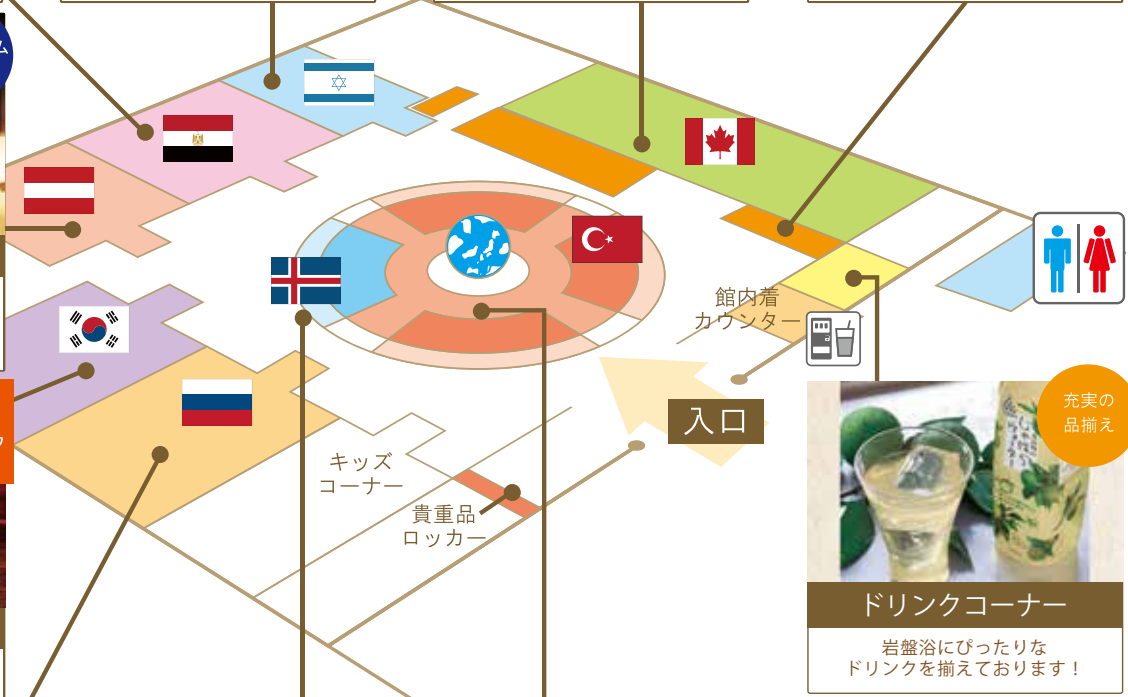 ム
館内着
カウンター
入口
キッズ
コーナー
貴重品
ロッカー
充実の
品揃え
ドリンクコーナー
岩盤浴にぴったりな
ドリンクを揃えております！